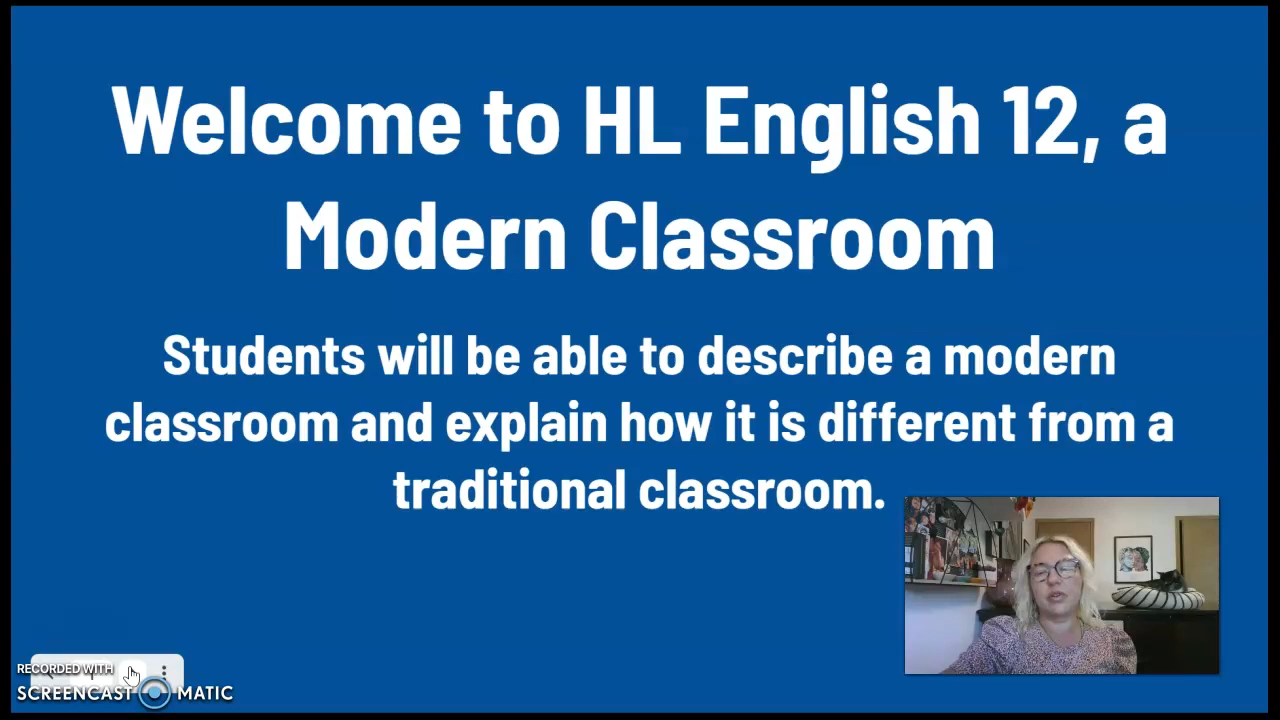 Welcome to HL English 12, a
Modern Classroom
Students will be able to describe a modern
classroom and explain how it is different from a
traditional classroom.
RECORDED WITH
SCREENCAST MATIC